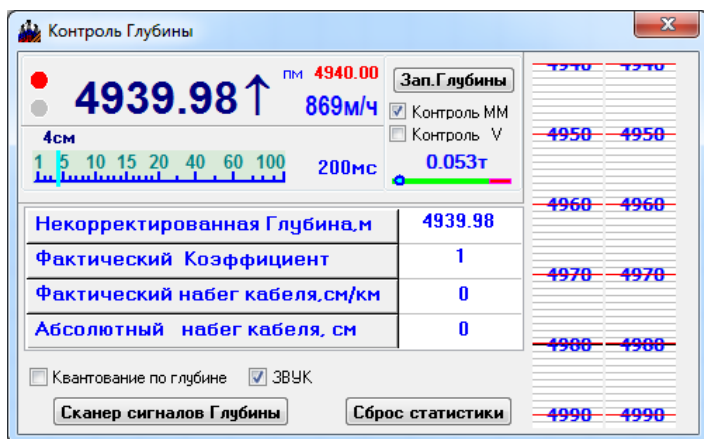 Контроль Глубины
4939.98↑
пм 4940.00
869м/ч
Зап.Глубины
Контроль ММ
Контроль V
0.053т
4см
1 5 10 15 20 40 60 100
200мс
Некорректированная Глубина,м 4939.98
Фактический Коэффициент 1
Фактический набег кабеля,см/км 0
Абсолютный набег кабеля, см 0
Квантование по глубине
ЗВУК
Сканер сигналов Глубины
Сброс статистики
4940 4940
4950 4950
4960 4960
4970 4970
4980 4980
4990 4990